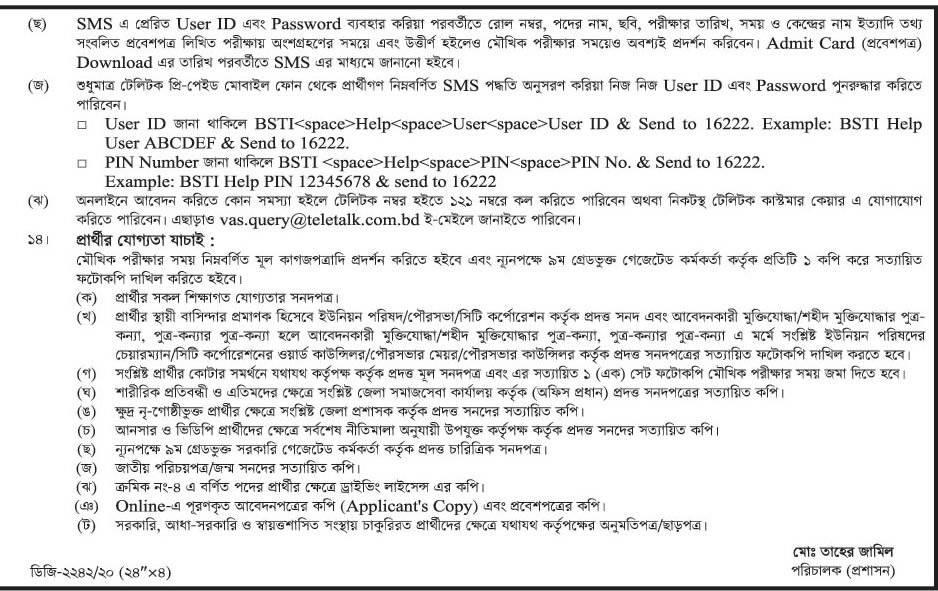 (ছ) SMS এ প্রেরিত User ID এবং Password ব্যবহার করিয়া পরবর্তীতে রোল নম্বর, পদের নাম, ছবি, পরীক্ষার তারিখ, সময় ও কেন্দ্রের নাম ইত্যাদি তথ্য
সংবলিত প্রবেশপত্র লিখিত পরীক্ষায় অংশগ্রহণের সময়ে এবং উত্তীর্ণ হইলেও মৌখিক পরীক্ষার সময়েও অবশ্যই প্রদর্শন করিবেন। Admit Card (প্রবেশপত্র)
Download এর তারিখ পরবর্তীতে SMS এর মাধ্যমে জানানো হইবে।
(জ) শুধুমাত্র টেলিটক প্রি-পেইড মোবাইল ফোন থেকে প্রার্থীগণ নিম্নবর্ণিত SMS পদ্ধতি অনুসরণ করিয়া নিজ নিজ User ID এবং Password পুনরুদ্ধার করিতে
পারিবেন।
□ User ID জানা থাকিলে BSTI<space>Help<space>User<space>User ID & Send to 16222. Example: BSTI Help
User ABCDEF & Send to 16222.
□ PIN Number জানা থাকিলে BSTI <space>Help<space>PIN<space>PIN No. & Send to 16222.
Example: BSTI Help PIN 12345678 & send to 16222
(ঝ) অনলাইনে আবেদন করিতে কোন সমস্যা হইলে টেলিটক নম্বর হইতে ১২১ নম্বরে কল করিতে পারিবেন অথবা নিকটস্থ টেলিটক কাস্টমার কেয়ার এ যোগাযোগ
করিতে পারিবেন। এছাড়াও vas.query@teletalk.com.bd ই-মেইলে জানাইতে পারিবেন।
১৪। প্রার্থীর যোগ্যতা যাচাই :
মৌখিক পরীক্ষার সময় নিম্নবর্ণিত মূল কাগজপত্রাদি প্রদর্শন করিতে হইবে এবং ন্যূনপক্ষে ৯ম গ্রেডভুক্ত গেজেটেড কর্মকর্তা কর্তৃক প্রতিটি ১ কপি করে সত্যায়িত
ফটোকপি দাখিল করিতে হইবে।
(ক) প্রার্থীর সকল শিক্ষাগত যোগ্যতার সনদপত্র।
(খ) প্রার্থীর স্থায়ী বাসিন্দার প্রমাণক হিসেবে ইউনিয়ন পরিষদ/পৌরসভা/সিটি কর্পোরেশন কর্তৃক প্রদত্ত সনদ এবং আবেদনকারী মুক্তিযোদ্ধা/শহীদ মুক্তিযোদ্ধার পুত্র-
কন্যা, পুত্র-কন্যার পুত্র-কন্যা হলে আবেদনকারী মুক্তিযোদ্ধা/শহীদ মুক্তিযোদ্ধার পুত্র-কন্যা, পুত্র-কন্যার পুত্র-কন্যা এ মর্মে সংশ্লিষ্ট ইউনিয়ন পরিষদের
চেয়ারম্যান/সিটি কর্পোরেশনের ওয়ার্ড কাউন্সিলর/পৌরসভার মেয়র/পৌরসভার কাউন্সিলর কর্তৃক প্রদত্ত সনদপত্রের সত্যায়িত ফটোকপি দাখিল করতে হবে।
(গ) সংশ্লিষ্ট প্রার্থীর কোটার সমর্থনে যথাযথ কর্তৃপক্ষ কর্তৃক প্রদত্ত মূল সনদপত্র এবং এর সত্যায়িত ১ (এক) সেট ফটোকপি মৌখিক পরীক্ষার সময় জমা দিতে হবে।
(ঘ) শারীরিক প্রতিবন্ধী ও এতিমদের ক্ষেত্রে সংশ্লিষ্ট জেলা সমাজসেবা কার্যালয় কর্তৃক (অফিস প্রধান) প্রদত্ত সনদপত্রের সত্যায়িত কপি।
(ঙ) ক্ষুদ্র নৃ-গোষ্ঠীভুক্ত প্রার্থীর ক্ষেত্রে সংশ্লিষ্ট জেলা প্রশাসক কর্তৃক প্রদত্ত সনদের সত্যায়িত কপি।
(চ) আনসার ও ভিডিপি প্রার্থীদের ক্ষেত্রে সর্বশেষ নীতিমালা অনুযায়ী উপযুক্ত কর্তৃপক্ষ কর্তৃক প্রদত্ত সনদের সত্যায়িত কপি।
(ছ) ন্যূনপক্ষে ৯ম গ্রেডভুক্ত সরকারি গেজেটেড কর্মকর্তা কর্তৃক প্রদত্ত চারিত্রিক সনদপত্র।
(জ) জাতীয় পরিচয়পত্র/জন্ম সনদের সত্যায়িত কপি।
(ঝ) ক্রমিক নং-৪ এ বর্ণিত পদের প্রার্থীর ক্ষেত্রে ড্রাইভিং লাইসেন্স এর কপি।
(ঞ) Online-এ পূরণকৃত আবেদনপত্রের কপি (Applicant's Copy) এবং প্রবেশপত্রের কপি।
(ট) সরকারি, আধা-সরকারি ও স্বায়ত্তশাসিত সংস্থায় চাকুরিরত প্রার্থীদের ক্ষেত্রে যথাযথ কর্তৃপক্ষের অনুমতিপত্র/ছাড়পত্র।
মোঃ তাহের জামিল
ডিজি-২২৪২/২০ (২৪"×৪) পরিচালক (প্রশাসন)